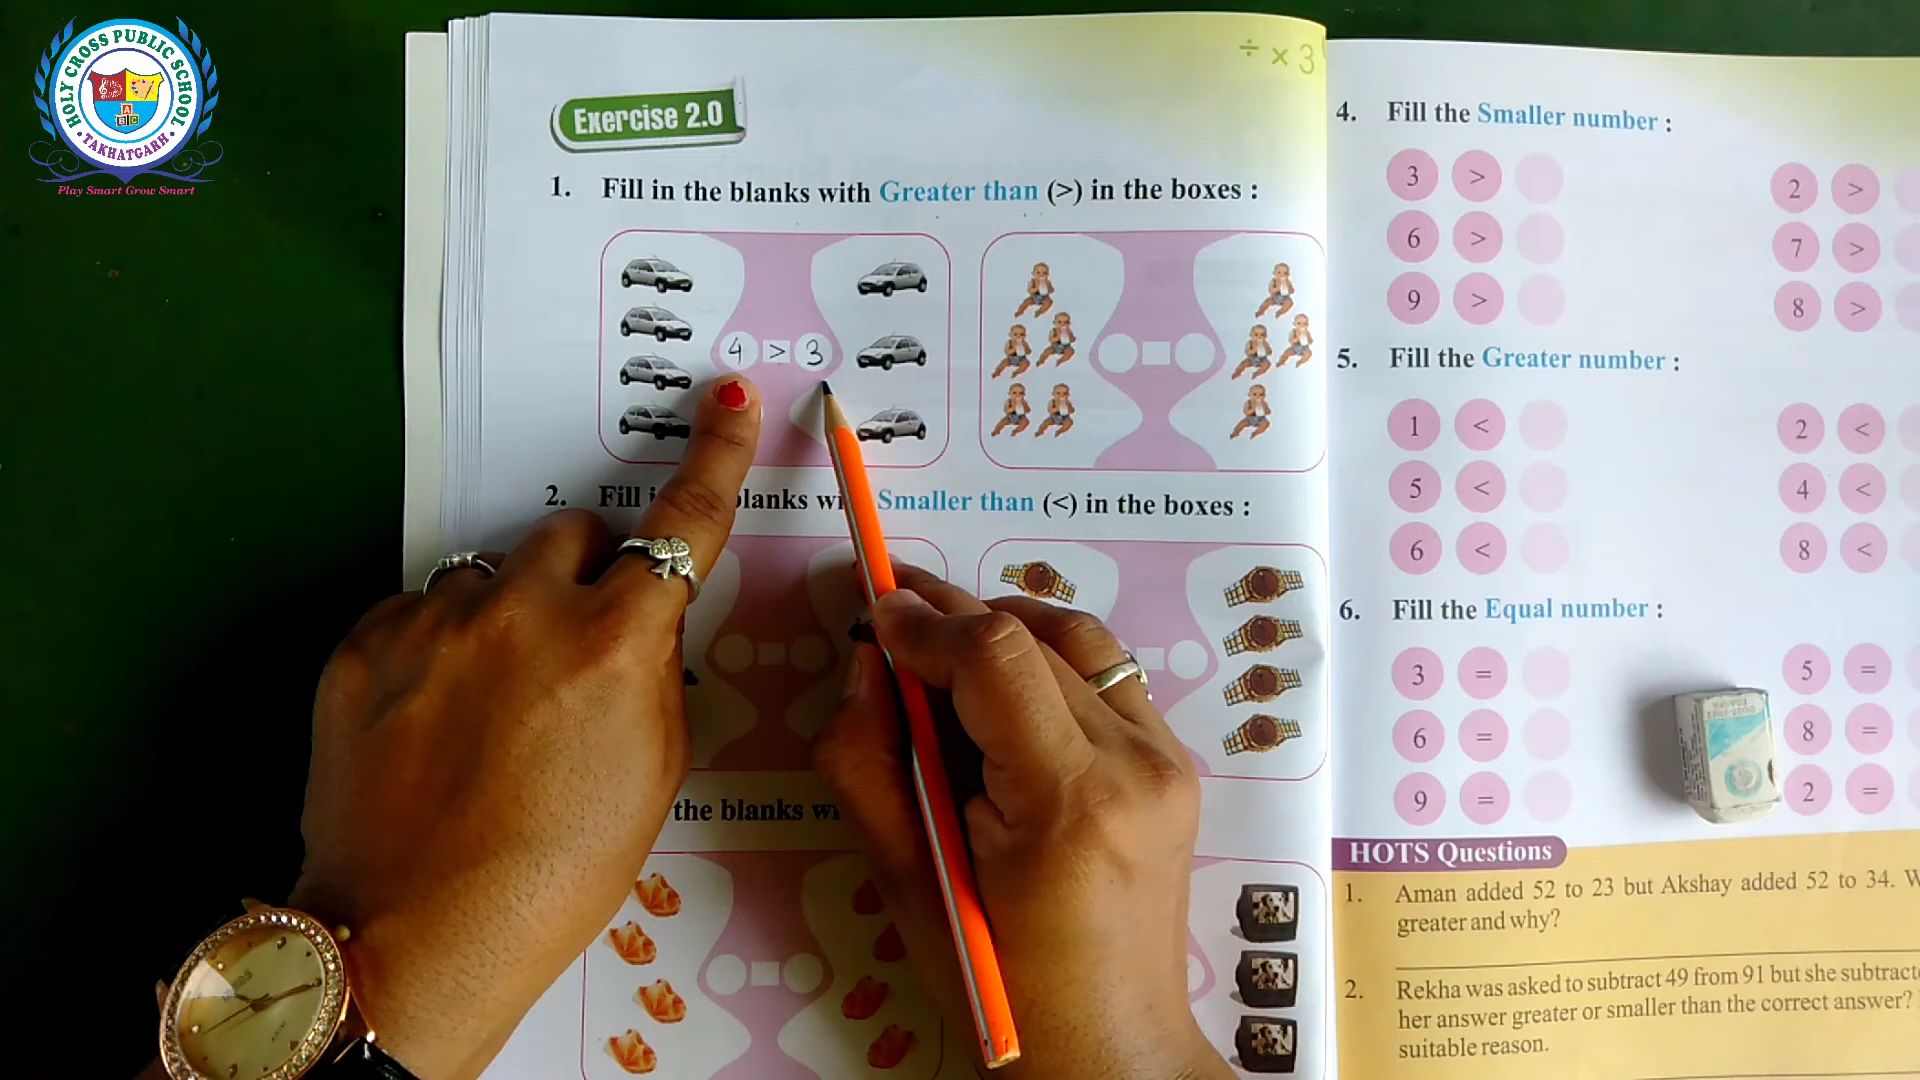 HOLY CROSS PUBLIC SCHOOL
TAKHATGARH
A
B C
Play Smart Grow Smart
÷ × 3
Exercise 2.0
1. Fill in the blanks with Greater than (>) in the boxes :
4 > 3
2. Fill blanks Smaller than (<) in the boxes :
the blanks
4. Fill the Smaller number :
3 > 2 >
6 > 7 >
9 > 8 >
5. Fill the Greater number :
1 < 2 <
5 < 4 <
6 < 8 <
6. Fill the Equal number :
3 = 5 =
6 = 8 =
9 = 2 =
HOTS Questions
1. Aman added 52 to 23 but Akshay added 52 to 34.
greater and why?
2. Rekha was asked to subtract 49 from 91 but she
her answer greater or smaller than the correct answer?
suitable reason.